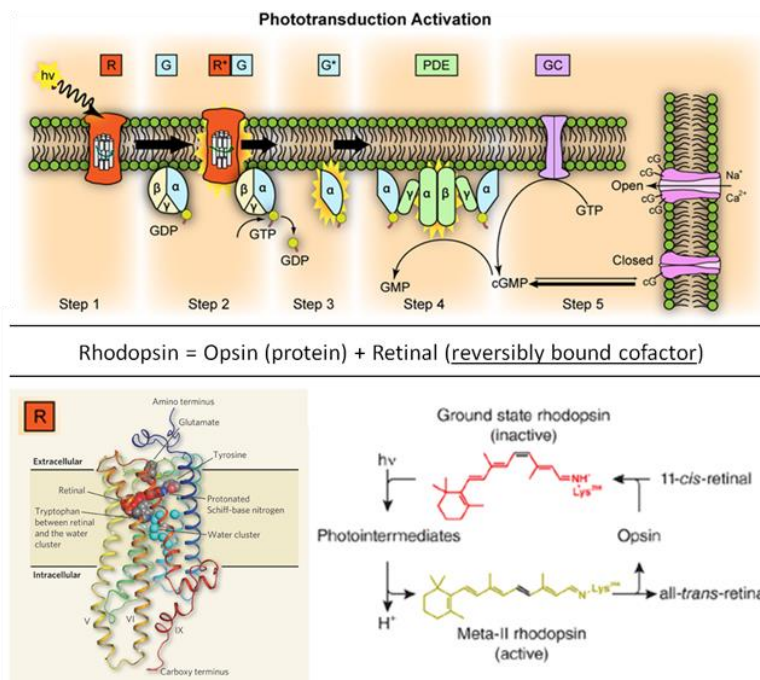 Phototransduction Activation
hν
R
G
R* G
G*
PDE
GC
β α
γ
GDP
β α
γ
GTP
GDP
α
α γ α β γ α
GMP
cGMP
GTP
cG
cG
Open
cG
cG
Na+
Ca2+
Closed
cG
Step 1
Step 2
Step 3
Step 4
Step 5
Rhodopsin = Opsin (protein) + Retinal (reversibly bound cofactor)
R
Amino terminus
Glutamate
Extracellular
Tyrosine
Retinal
Tryptophan
between retinal
and the water
cluster
Protonated
Schiff-base nitrogen
Water cluster
Intracellular
V
VI
IX
Carboxy terminus
Ground state rhodopsin
(inactive)
hν
NH
Lys
11-cis-retinal
Photointermediates
Opsin
H+
N
Lys
all-trans-retinal
Meta-II rhodopsin
(active)